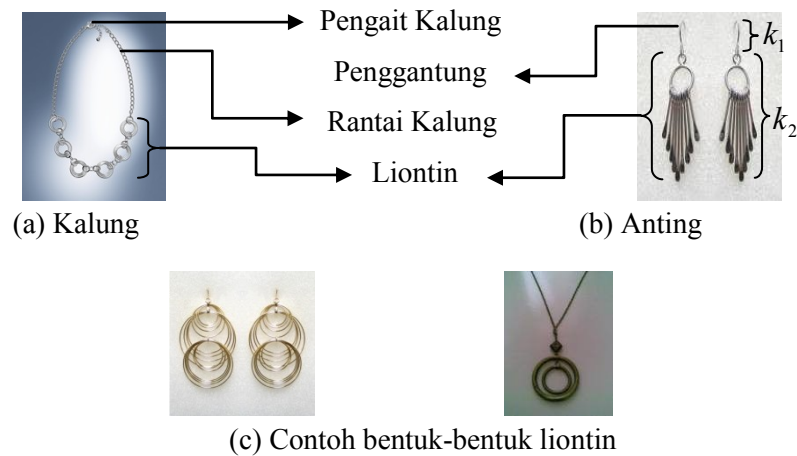 Pengait Kalung
k₁
Penggantung
Rantai Kalung
k₂
Liontin
(a) Kalung
(b) Anting
(c) Contoh bentuk-bentuk liontin